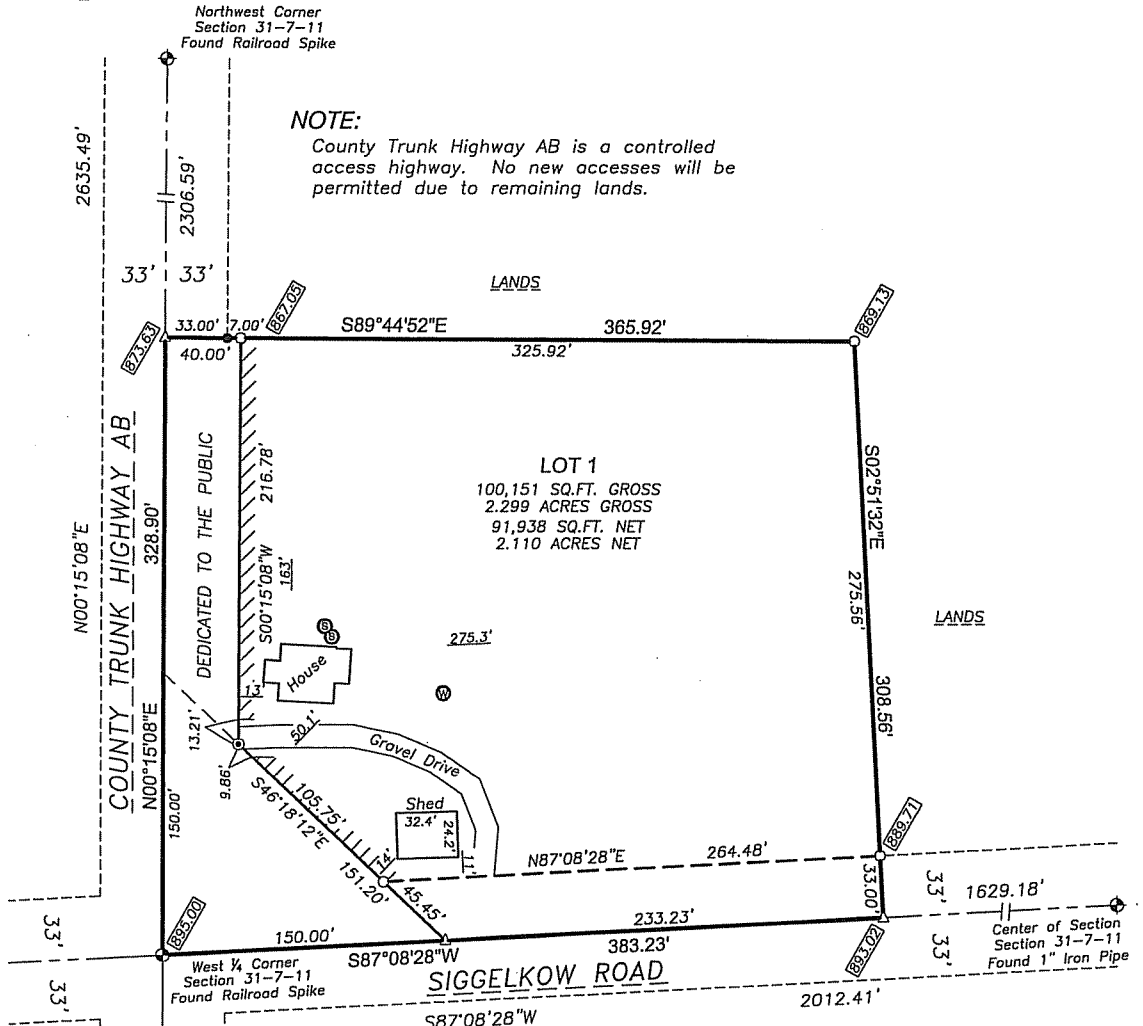 Northwest Corner
Section 31-7-11
Found Railroad Spike
2635.49'
2306.59'
NOTE:
County Trunk Highway AB is a controlled
access highway. No new accesses will be
permitted due to remaining lands.
33'
33'
LANDS
873.63
33.00'
7.00'
867.05
S89°44'52"E
365.92'
869.13
40.00'
325.92'
COUNTY TRUNK HIGHWAY AB
N00°15'08"E
328.90'
N00°15'08"E
150.00'
DEDICATED TO THE PUBLIC
216.78'
S00°15'08"W
163'
LOT 1
100,151 SQ.FT. GROSS
2.299 ACRES GROSS
91,938 SQ.FT. NET
2.110 ACRES NET
S02°51'32"E
275.56'
308.56'
LANDS
S
S
House
275.3'
W
13'
13.21'
9.86'
50.1'
Gravel Drive
105.75'
S46°18'12"E
151.20'
45.45'
Shed
32.4'
24.2'
14'
11'
N87°08'28"E
264.48'
889.71
33.00'
33'
33'
1629.18'
893.02
Center of Section
Section 31-7-11
Found 1" Iron Pipe
33'
33'
895.00
150.00'
233.23'
S87°08'28"W
383.23'
West ¼ Corner
Section 31-7-11
Found Railroad Spike
SIGGELKOW ROAD
S87°08'28"W
2012.41'